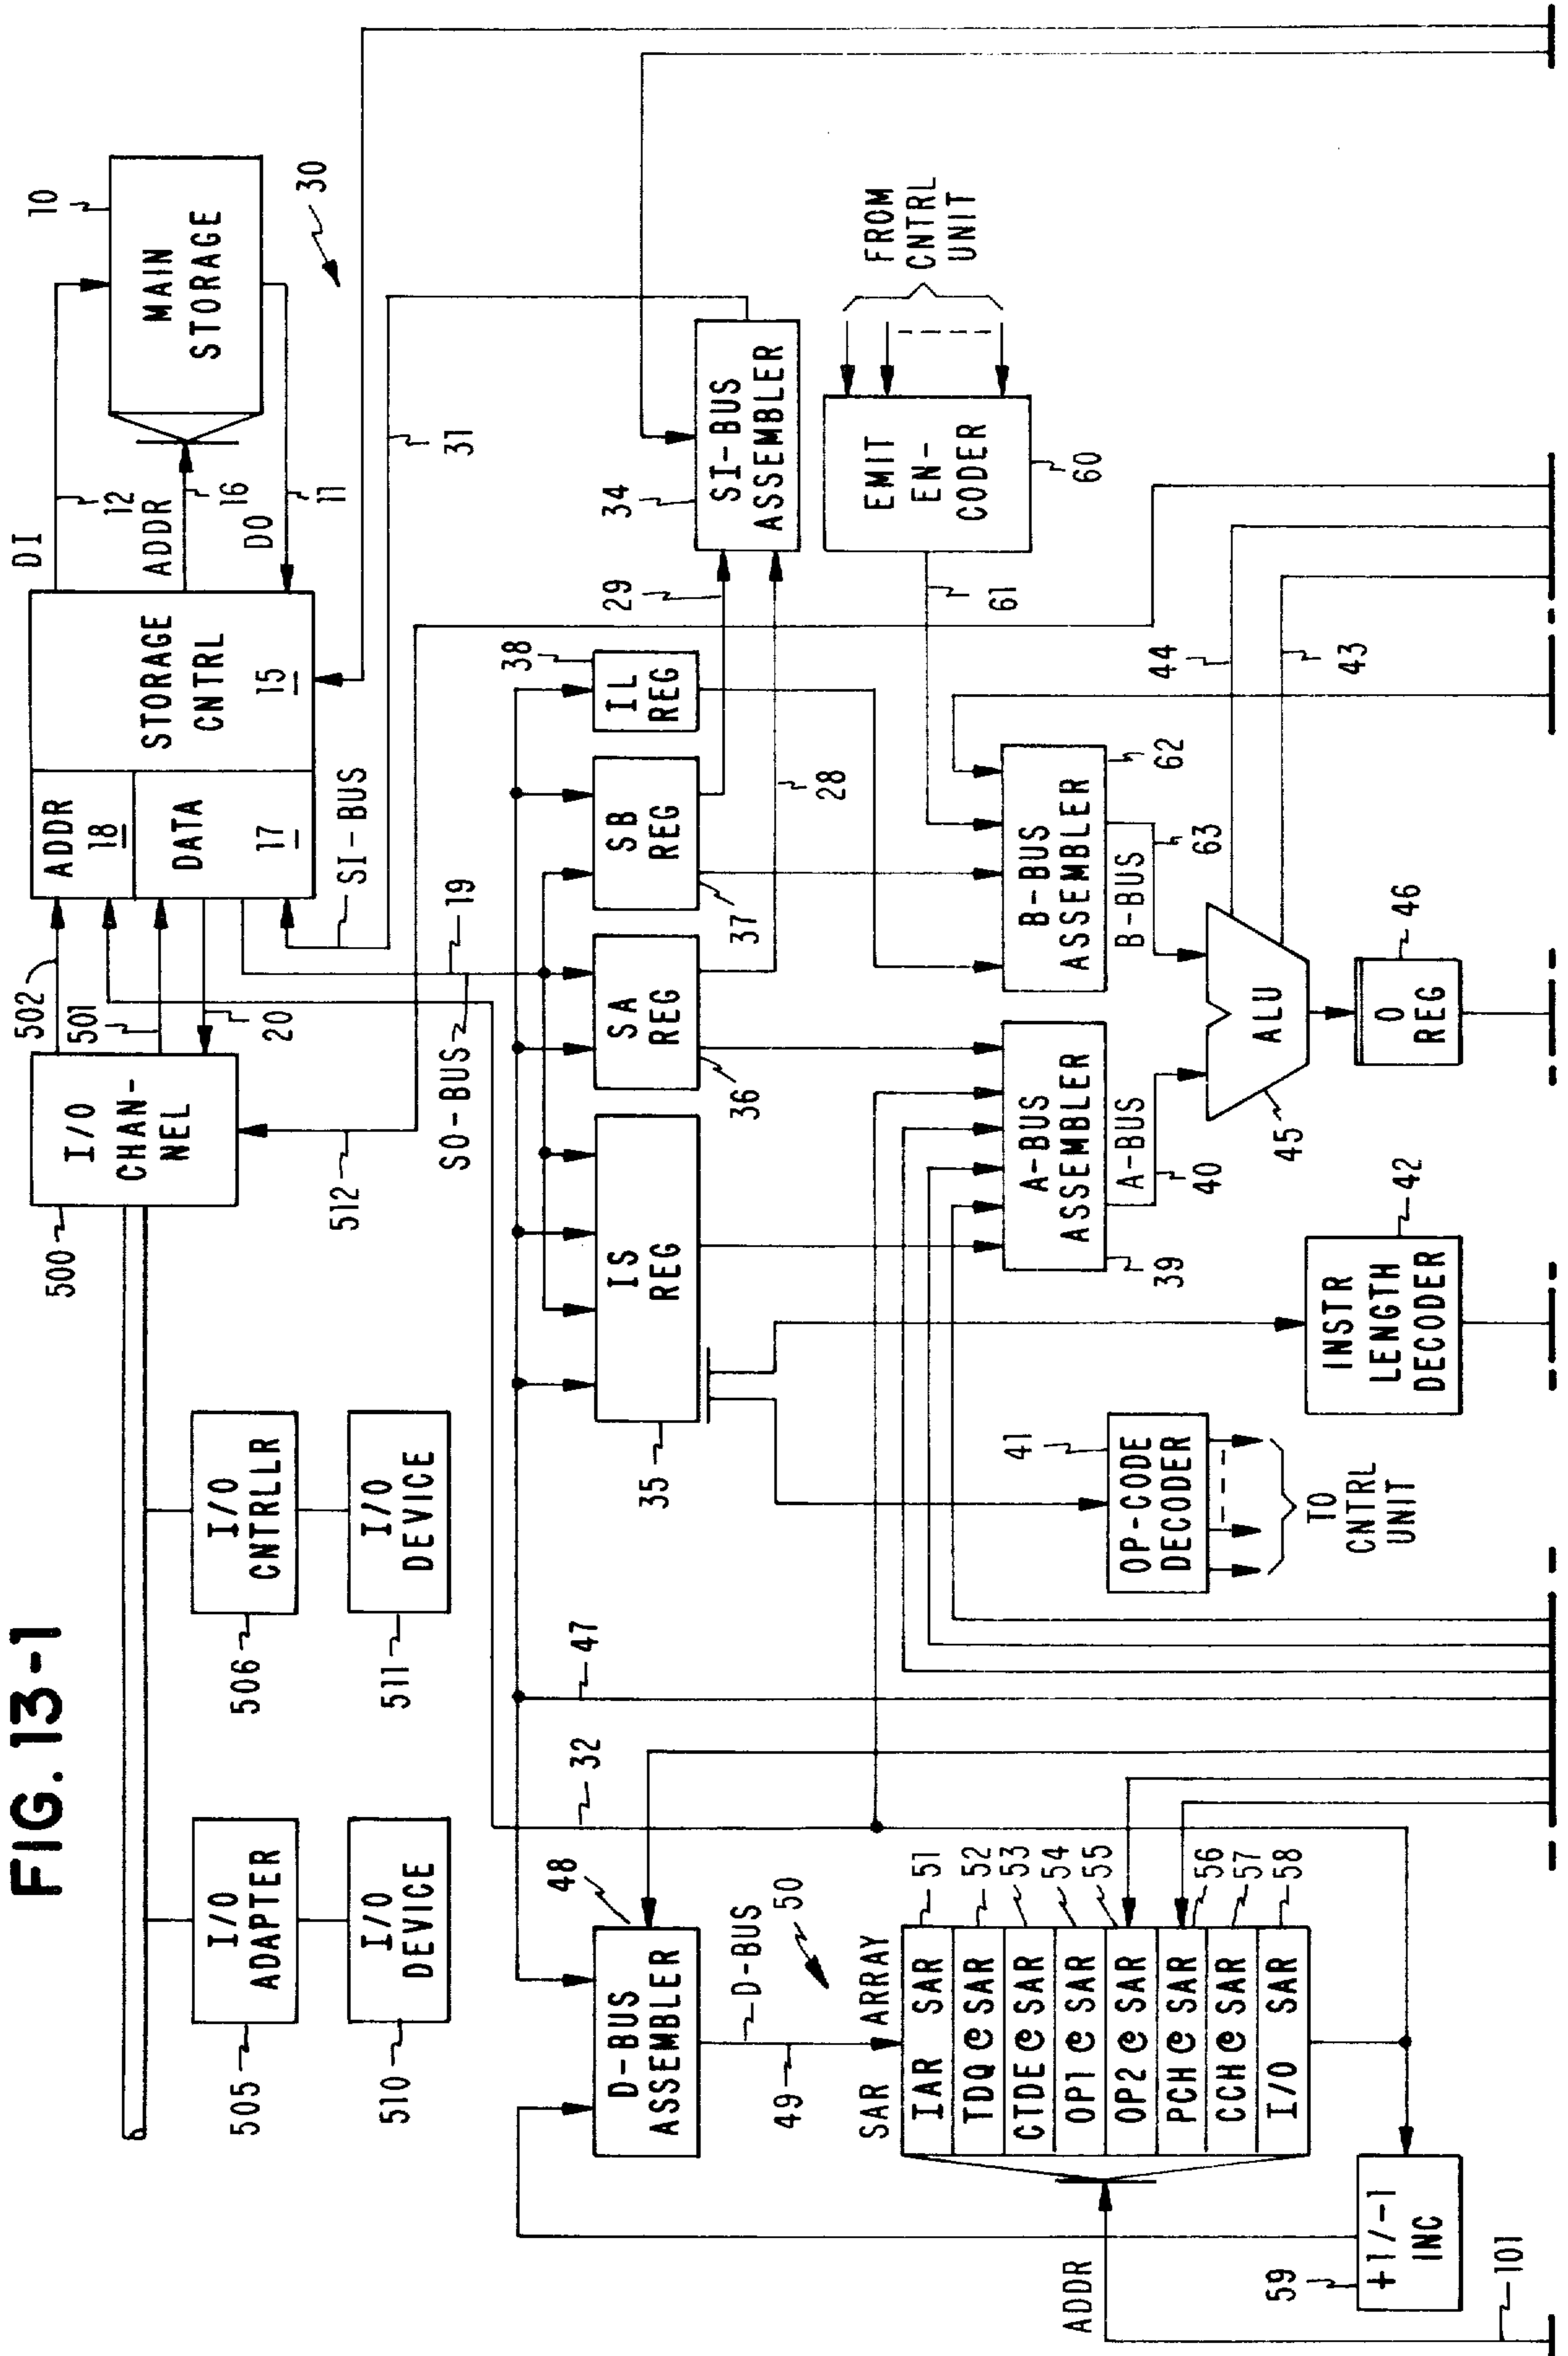 FIG. 13-1
I/O
ADAPTER
505
I/O
DEVICE
510
I/O
CNTRLLR
506
I/O
DEVICE
511
I/O
CHAN-
NEL
500
502
501
20
512
ADDR
18
DATA
17
STORAGE
CNTRL
15
DI
12
ADDR
16
DO
11
MAIN
STORAGE
10
30
SI-BUS
31
SO-BUS
19
32
47
D-BUS
ASSEMBLER
48
D-BUS
49
50
SAR ARRAY
IAR SAR
51
TDQ@SAR
52
CTDE@SAR
53
OP1@SAR
54
OP2@SAR
55
PCH@SAR
56
CCH@SAR
57
I/O SAR
58
ADDR
101
+1/-1
INC
59
IS
REG
35
SA
REG
36
SB
REG
37
IL
REG
38
29
28
SI-BUS
ASSEMBLER
34
EMIT
EN-
CODER
60
FROM
CNTRL
UNIT
61
OP-CODE
DECODER
41
TO
CNTRL
UNIT
INSTR
LENGTH
DECODER
42
A-BUS
ASSEMBLER
39
A-BUS
40
B-BUS
ASSEMBLER
62
B-BUS
63
ALU
45
44
43
O
REG
46